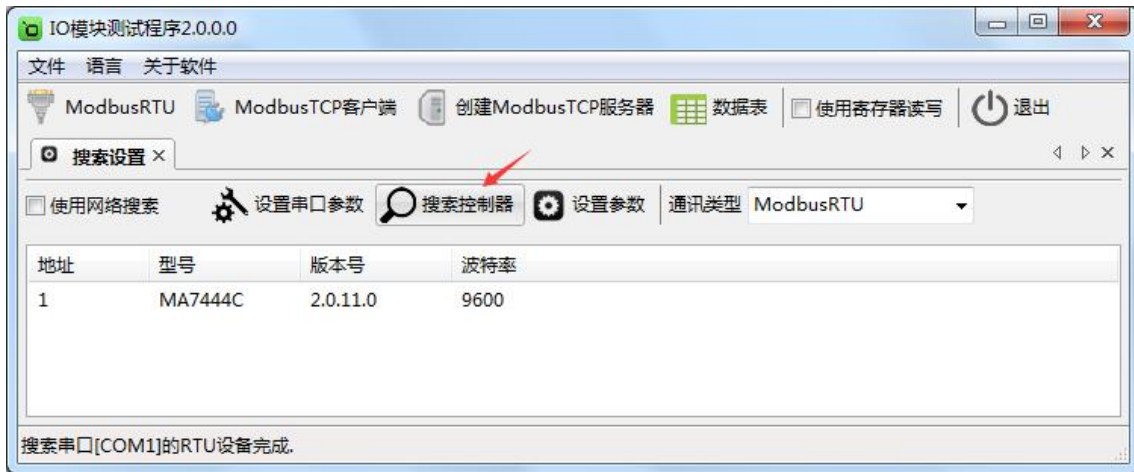 IO模块测试程序2.0.0.0
文件 语言 关于软件
ModbusRTU ModbusTCP客户端 创建ModbusTCP服务器 数据表 使用寄存器读写 退出
搜索设置
使用网络搜索 设置串口参数 搜索控制器 设置参数 通讯类型 ModbusRTU
地址 型号 版本号 波特率
1 MA7444C 2.0.11.0 9600
搜索串口[COM1]的RTU设备完成.